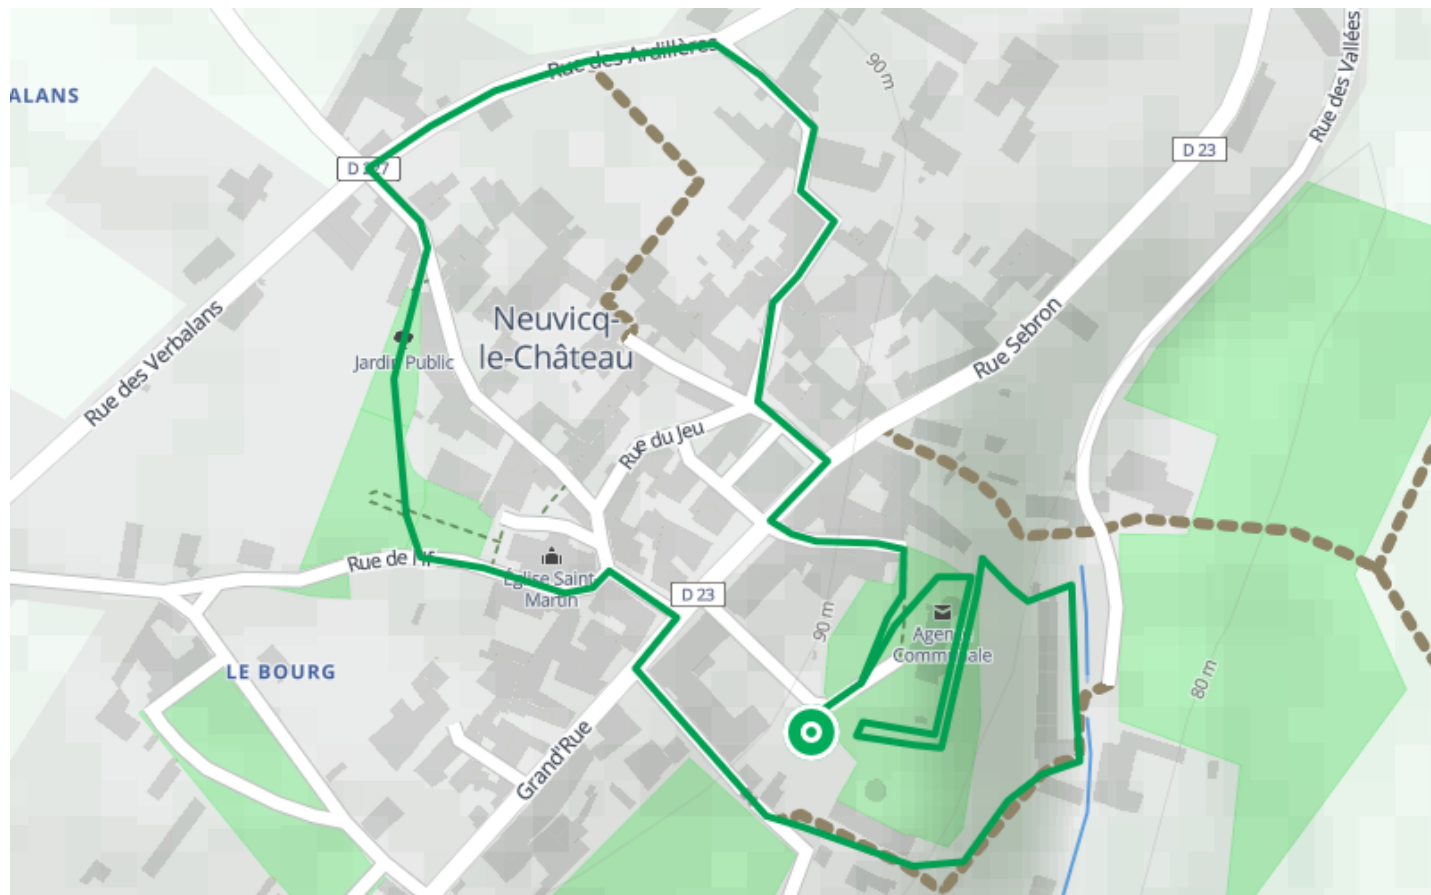 Rue des Ardillères
90 m
Rue des Vallées
ALANS
D 23
D 227
Neuvicq-
le-Château
Rue Sebron
Rue des Verbalans
Jardin Public
Rue du Jeu
Rue de l'If
Église Saint-
Martin
D 23
90 m
Agence
Communale
LE BOURG
80 m
Grand'Rue